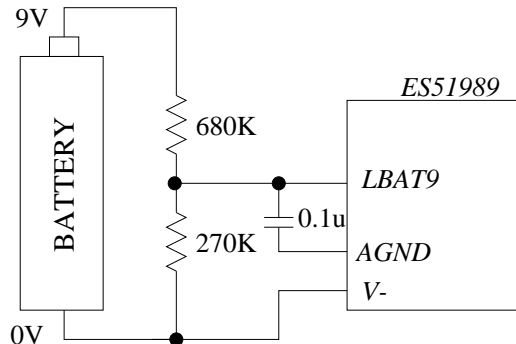 9V
ES51989
680K
BATTERY
LBAT9
0.1u
270K
AGND
V-
0V